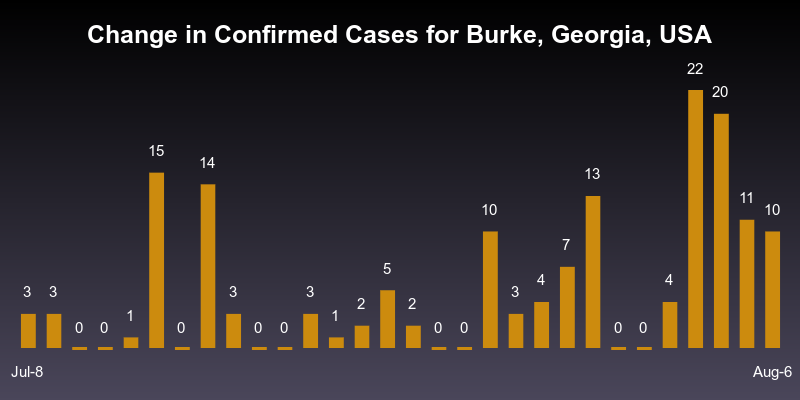 Change in Confirmed Cases for Burke, Georgia, USA
3 3 0 0 1 15 0 14 3 0 0 3 1 2 5 2 0 0 10 3 4 7 13 0 0 4 22 20 11 10
Jul-8 Aug-6